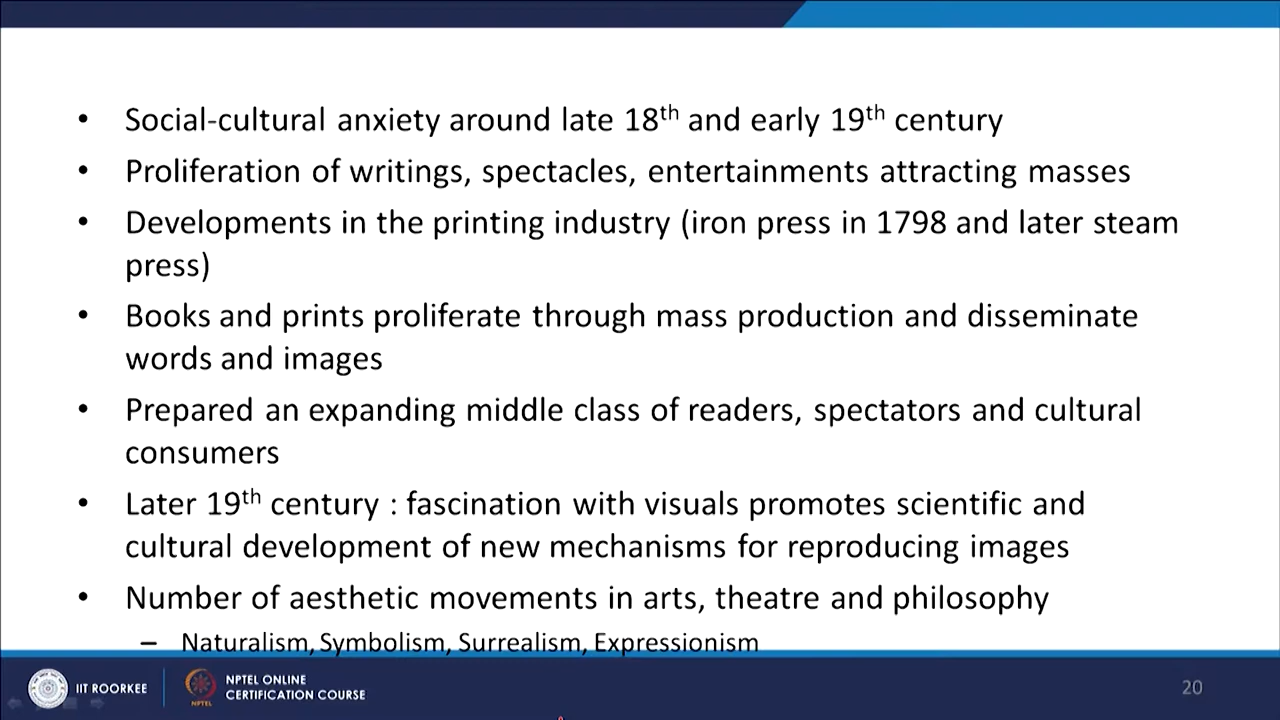 • Social-cultural anxiety around late 18th and early 19th century
• Proliferation of writings, spectacles, entertainments attracting masses
• Developments in the printing industry (iron press in 1798 and later steam
press)
• Books and prints proliferate through mass production and disseminate
words and images
• Prepared an expanding middle class of readers, spectators and cultural
consumers
• Later 19th century : fascination with visuals promotes scientific and
cultural development of new mechanisms for reproducing images
• Number of aesthetic movements in arts, theatre and philosophy
– Naturalism, Symbolism, Surrealism, Expressionism
IIT ROORKEE
NPTEL
NPTEL ONLINE
CERTIFICATION COURSE
20